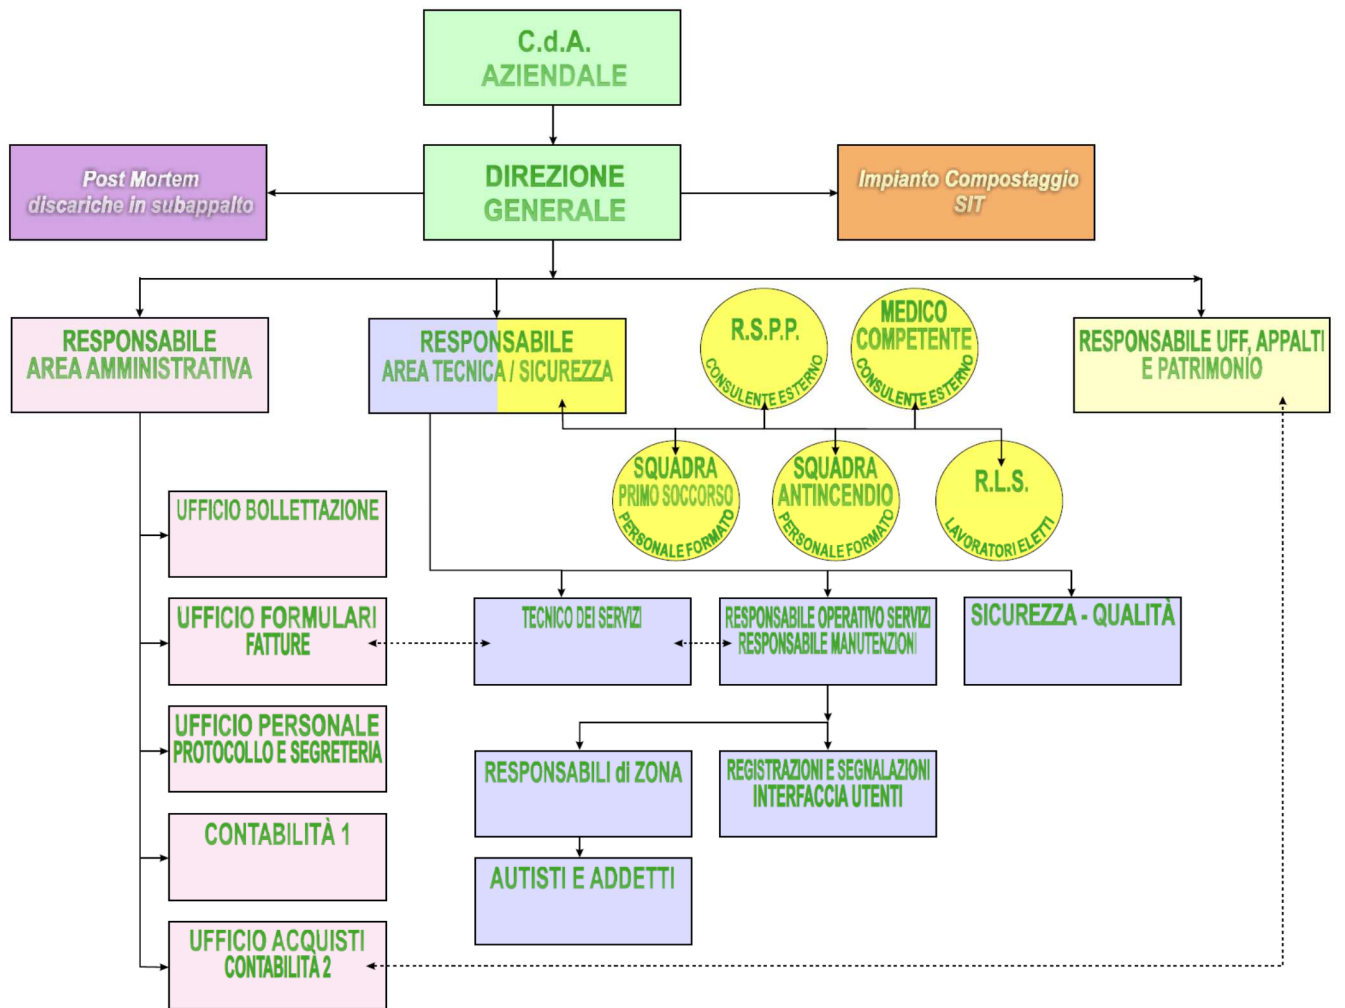 C.d.A.
AZIENDALE
Post Mortem
discariche in subappalto
DIREZIONE
GENERALE
Impianto Compostaggio
SIT
RESPONSABILE
AREA AMMINISTRATIVA
RESPONSABILE
AREA TECNICA / SICUREZZA
R.S.P.P.
CONSULENTE ESTERNO
MEDICO
COMPETENTE
CONSULENTE ESTERNO
RESPONSABILE UFF, APPALTI
E PATRIMONIO
SQUADRA
PRIMO SOCCORSO
PERSONALE FORMATO
SQUADRA
ANTINCENDIO
PERSONALE FORMATO
R.L.S.
LAVORATORI ELETTI
UFFICIO BOLLETTAZIONE
UFFICIO FORMULARI
FATTURE
TECNICO DEI SERVIZI
RESPONSABILE OPERATIVO SERVIZI
RESPONSABILE MANUTENZIONI
SICUREZZA - QUALITÀ
UFFICIO PERSONALE
PROTOCOLLO E SEGRETERIA
RESPONSABILI di ZONA
REGISTRAZIONI E SEGNALAZIONI
INTERFACCIA UTENTI
CONTABILITÀ 1
AUTISTI E ADDETTI
UFFICIO ACQUISTI
CONTABILITÀ 2